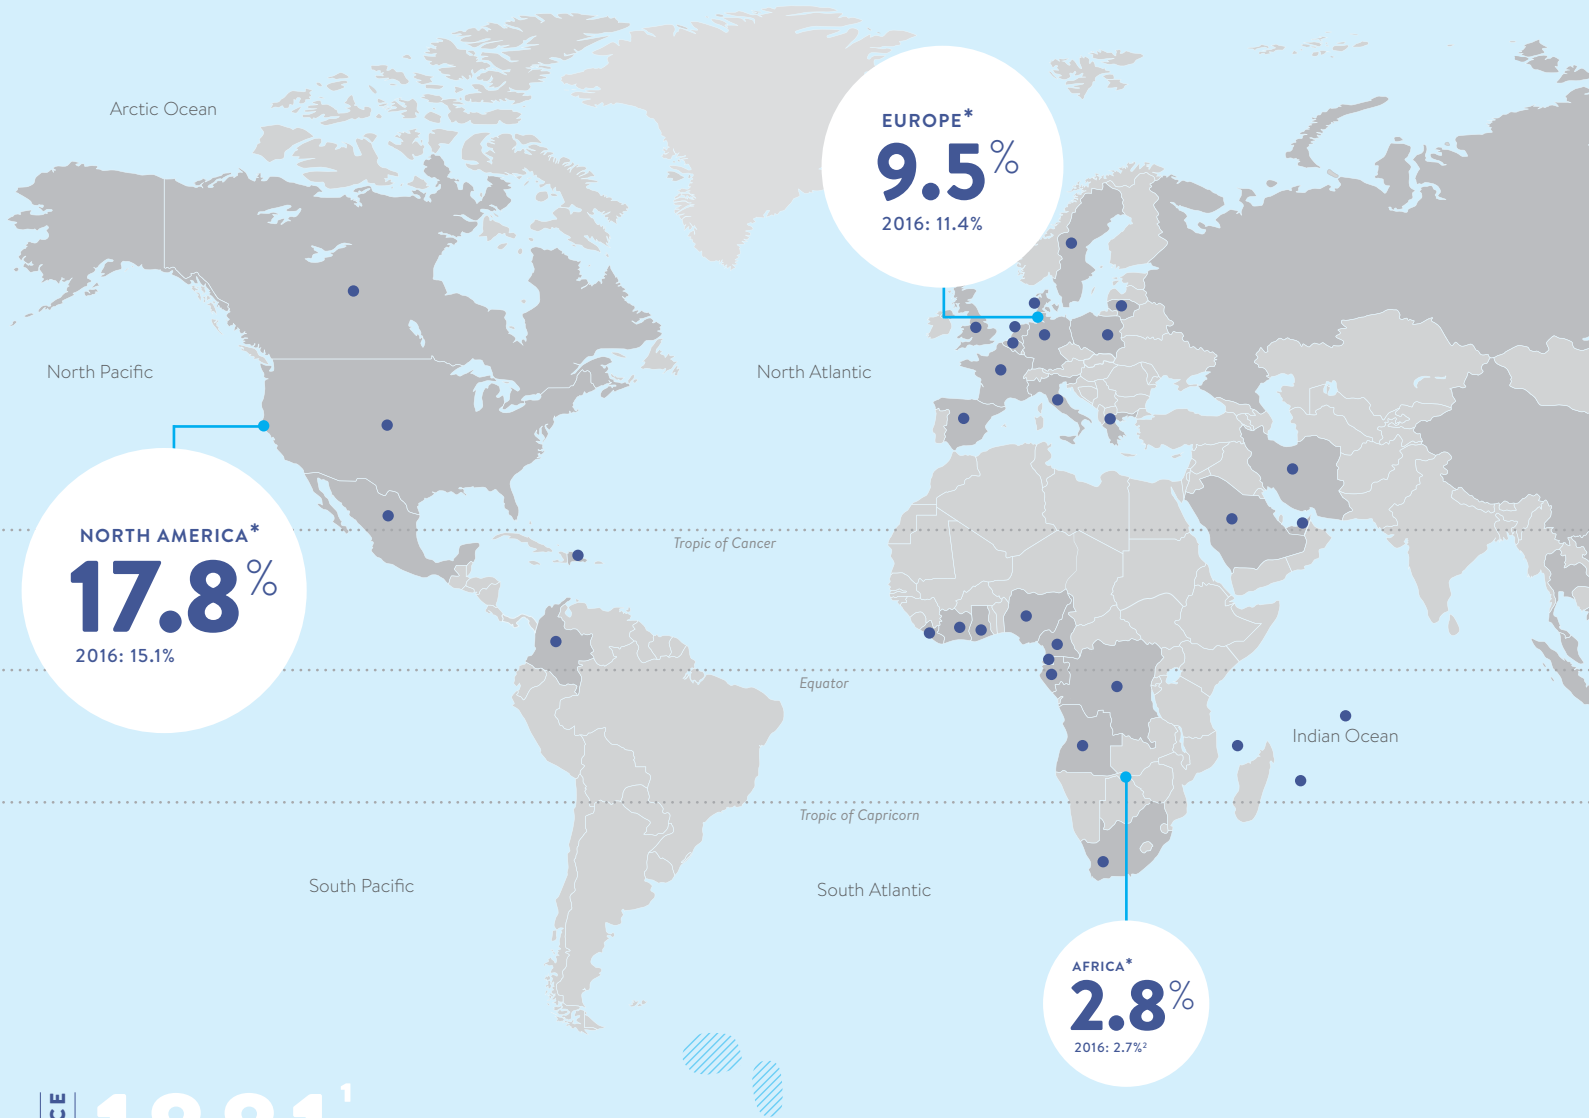 Arctic Ocean
EUROPE*
9.5%
2016: 11.4%
North Pacific
North Atlantic
NORTH AMERICA*
17.8%
2016: 15.1%
Tropic of Cancer
Equator
Indian Ocean
Tropic of Capricorn
South Pacific
South Atlantic
AFRICA*
2.8%
2016: 2.7%²